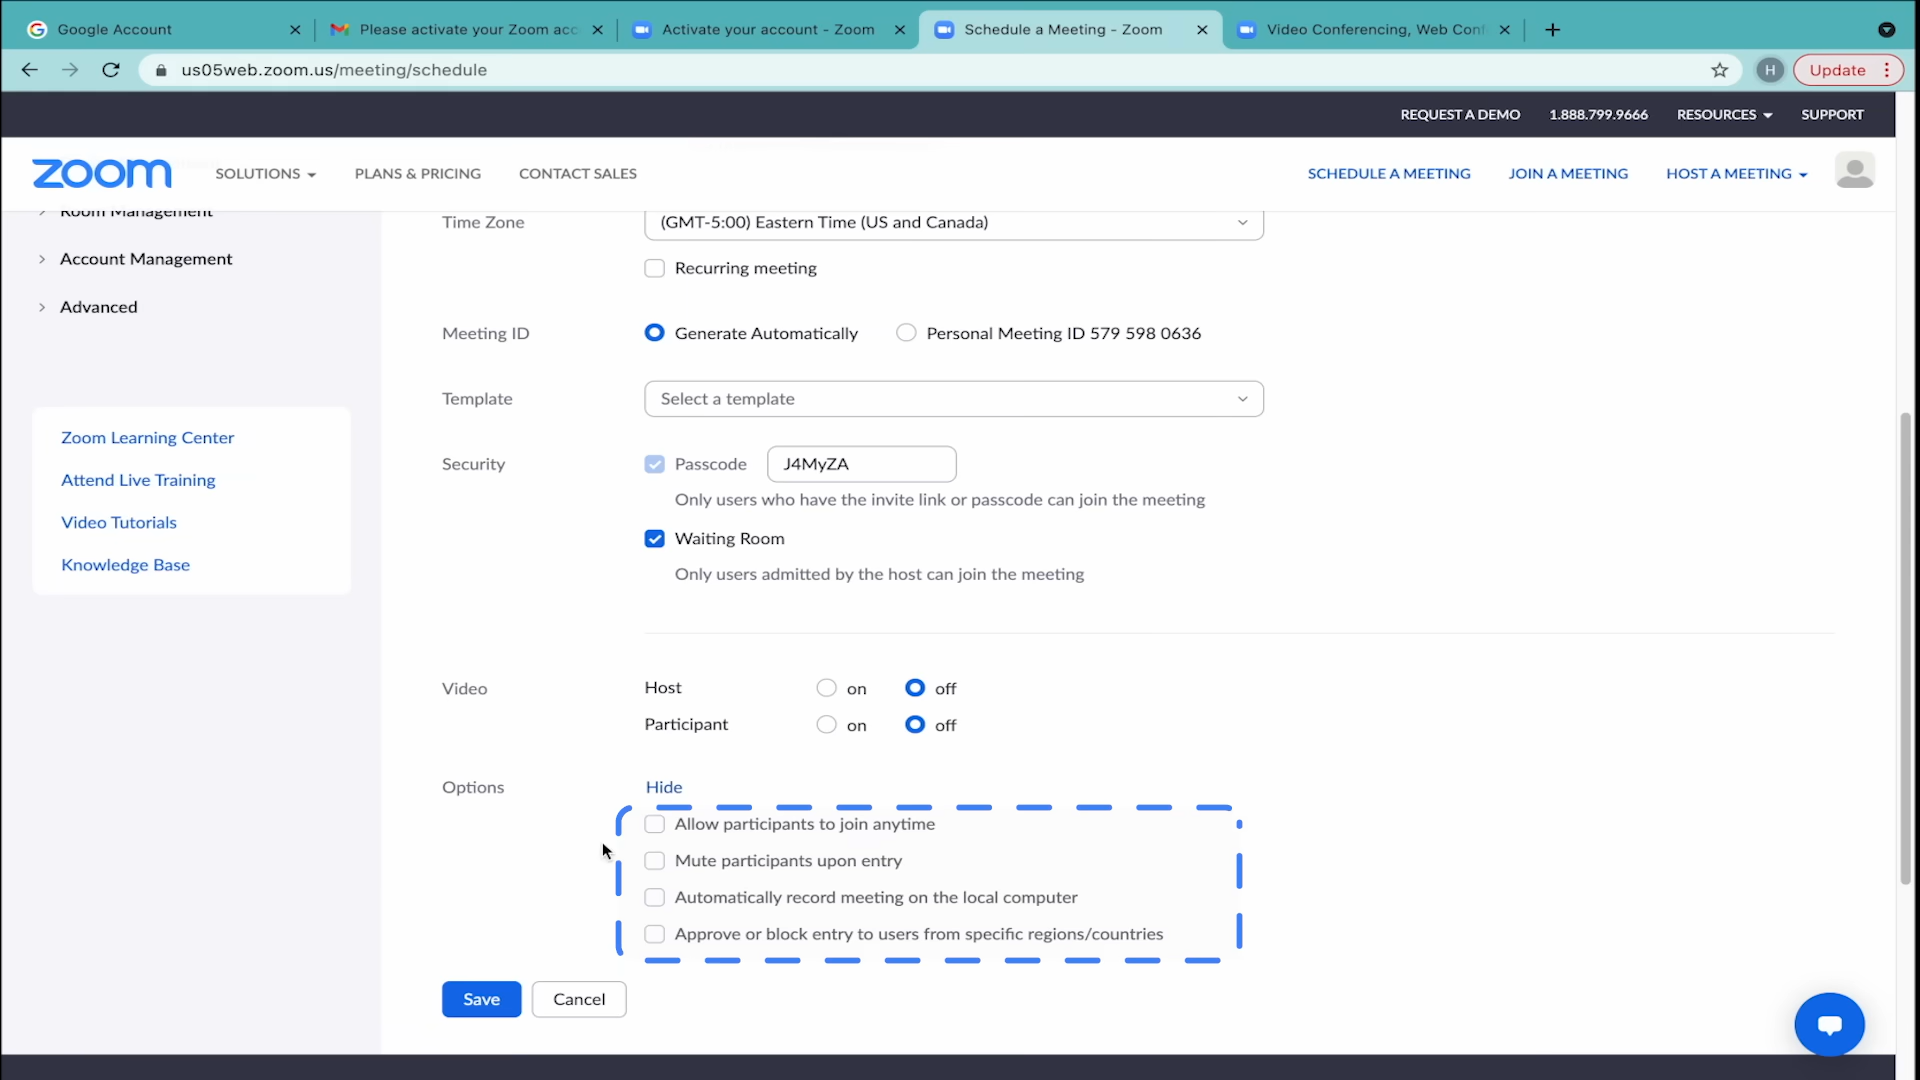 Google Account
Please activate your Zoom acc
Activate your account - Zoom
Schedule a Meeting - Zoom
Video Conferencing, Web Conf
us05web.zoom.us/meeting/schedule
H
Update
REQUEST A DEMO
1.888.799.9666
RESOURCES
SUPPORT
zoom
SOLUTIONS
PLANS & PRICING
CONTACT SALES
SCHEDULE A MEETING
JOIN A MEETING
HOST A MEETING
Room Management
Account Management
Advanced
Zoom Learning Center
Attend Live Training
Video Tutorials
Knowledge Base
Time Zone
(GMT-5:00) Eastern Time (US and Canada)
Recurring meeting
Meeting ID
Generate Automatically
Personal Meeting ID 579 598 0636
Template
Select a template
Security
Passcode
J4MyZA
Only users who have the invite link or passcode can join the meeting
Waiting Room
Only users admitted by the host can join the meeting
Video
Host
on
off
Participant
on
off
Options
Hide
Allow participants to join anytime
Mute participants upon entry
Automatically record meeting on the local computer
Approve or block entry to users from specific regions/countries
Save
Cancel